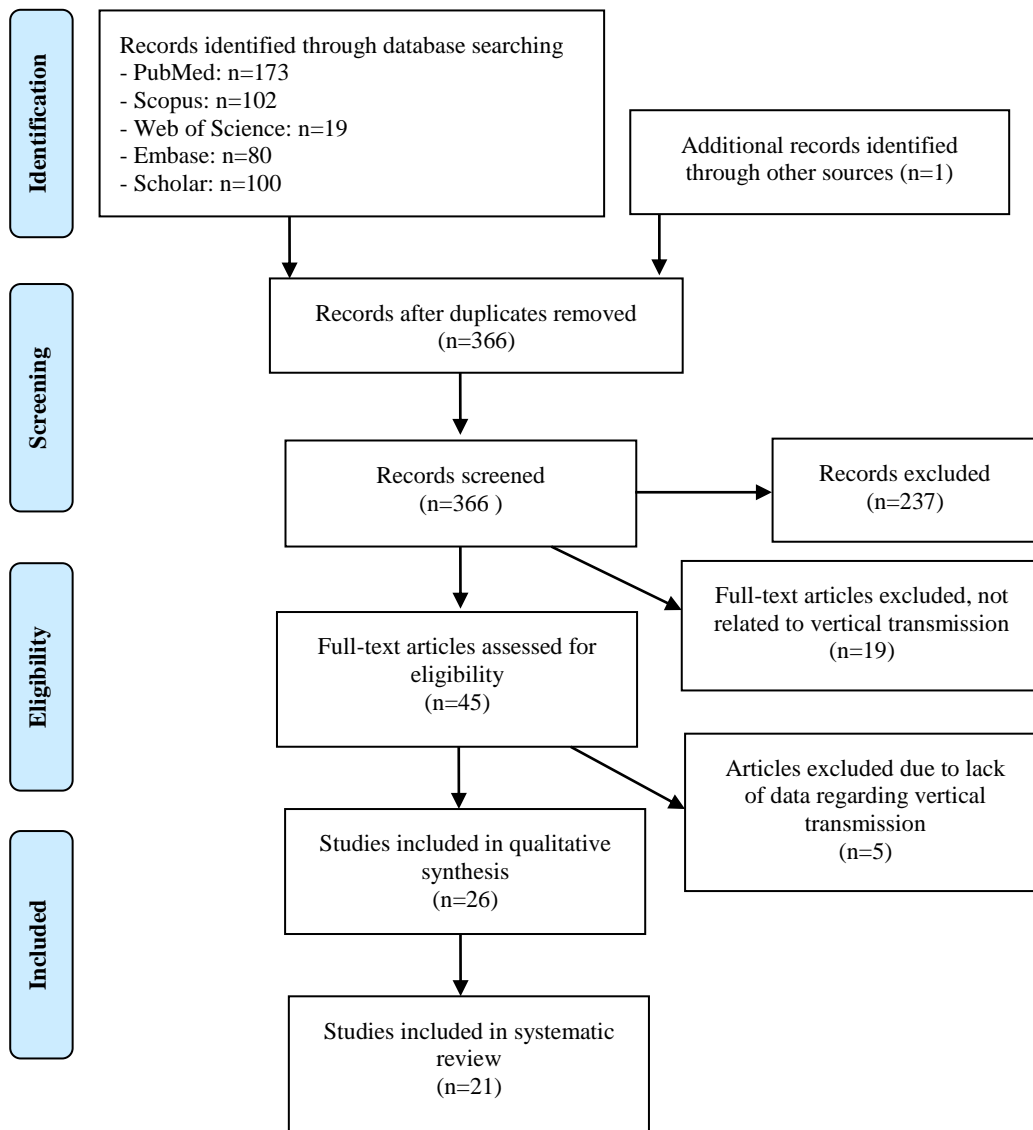 Identification
Records identified through database searching
- PubMed: n=173
- Scopus: n=102
- Web of Science: n=19
- Embase: n=80
- Scholar: n=100
Additional records identified
through other sources (n=1)
Screening
Records after duplicates removed
(n=366)
Records screened
(n=366 )
Records excluded
(n=237)
Eligibility
Full-text articles excluded, not
related to vertical transmission
(n=19)
Full-text articles assessed for
eligibility
(n=45)
Articles excluded due to lack
of data regarding vertical
transmission
(n=5)
Included
Studies included in qualitative
synthesis
(n=26)
Studies included in systematic
review
(n=21)